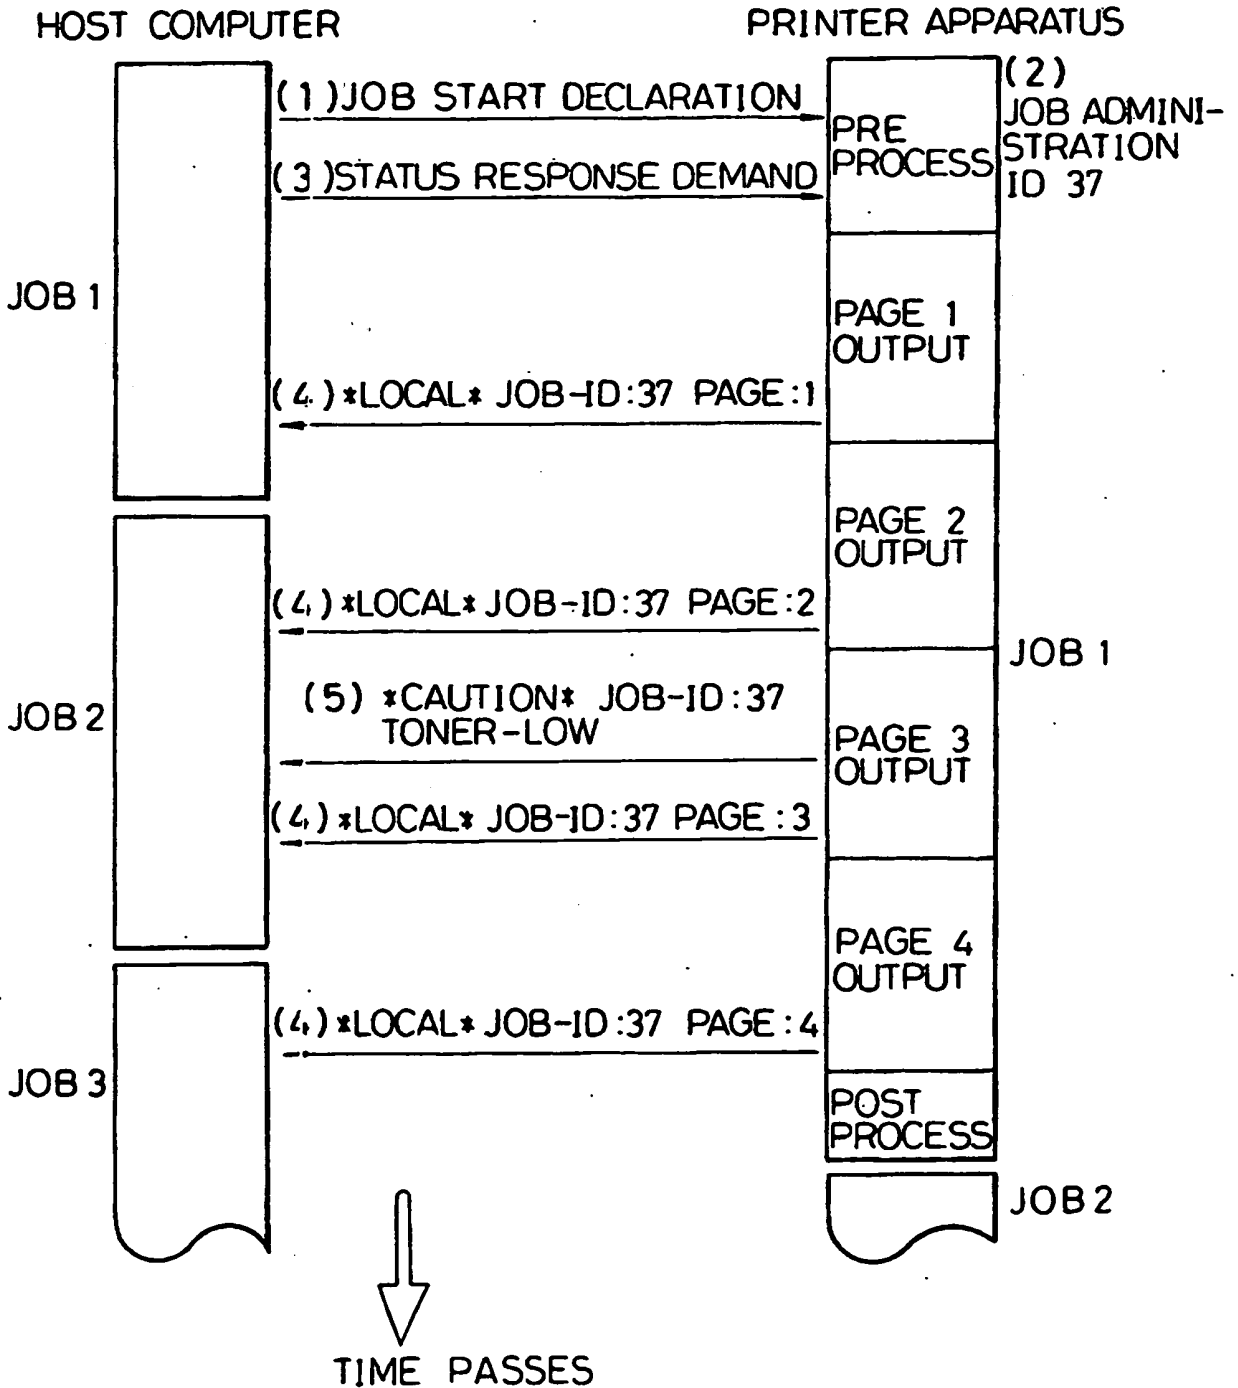 HOST COMPUTER
PRINTER APPARATUS
(1)JOB START DECLARATION
(2)
JOB ADMINI-
STRATION
ID 37
PRE
PROCESS
(3)STATUS RESPONSE DEMAND
JOB 1
PAGE 1
OUTPUT
(4)*LOCAL* JOB-ID:37 PAGE:1
PAGE 2
OUTPUT
(4)*LOCAL* JOB-ID:37 PAGE:2
JOB 1
(5) *CAUTION* JOB-ID:37
TONER-LOW
JOB 2
PAGE 3
OUTPUT
(4)*LOCAL* JOB-ID:37 PAGE:3
PAGE 4
OUTPUT
(4)*LOCAL* JOB-ID:37 PAGE:4
JOB 3
POST
PROCESS
JOB 2
TIME PASSES